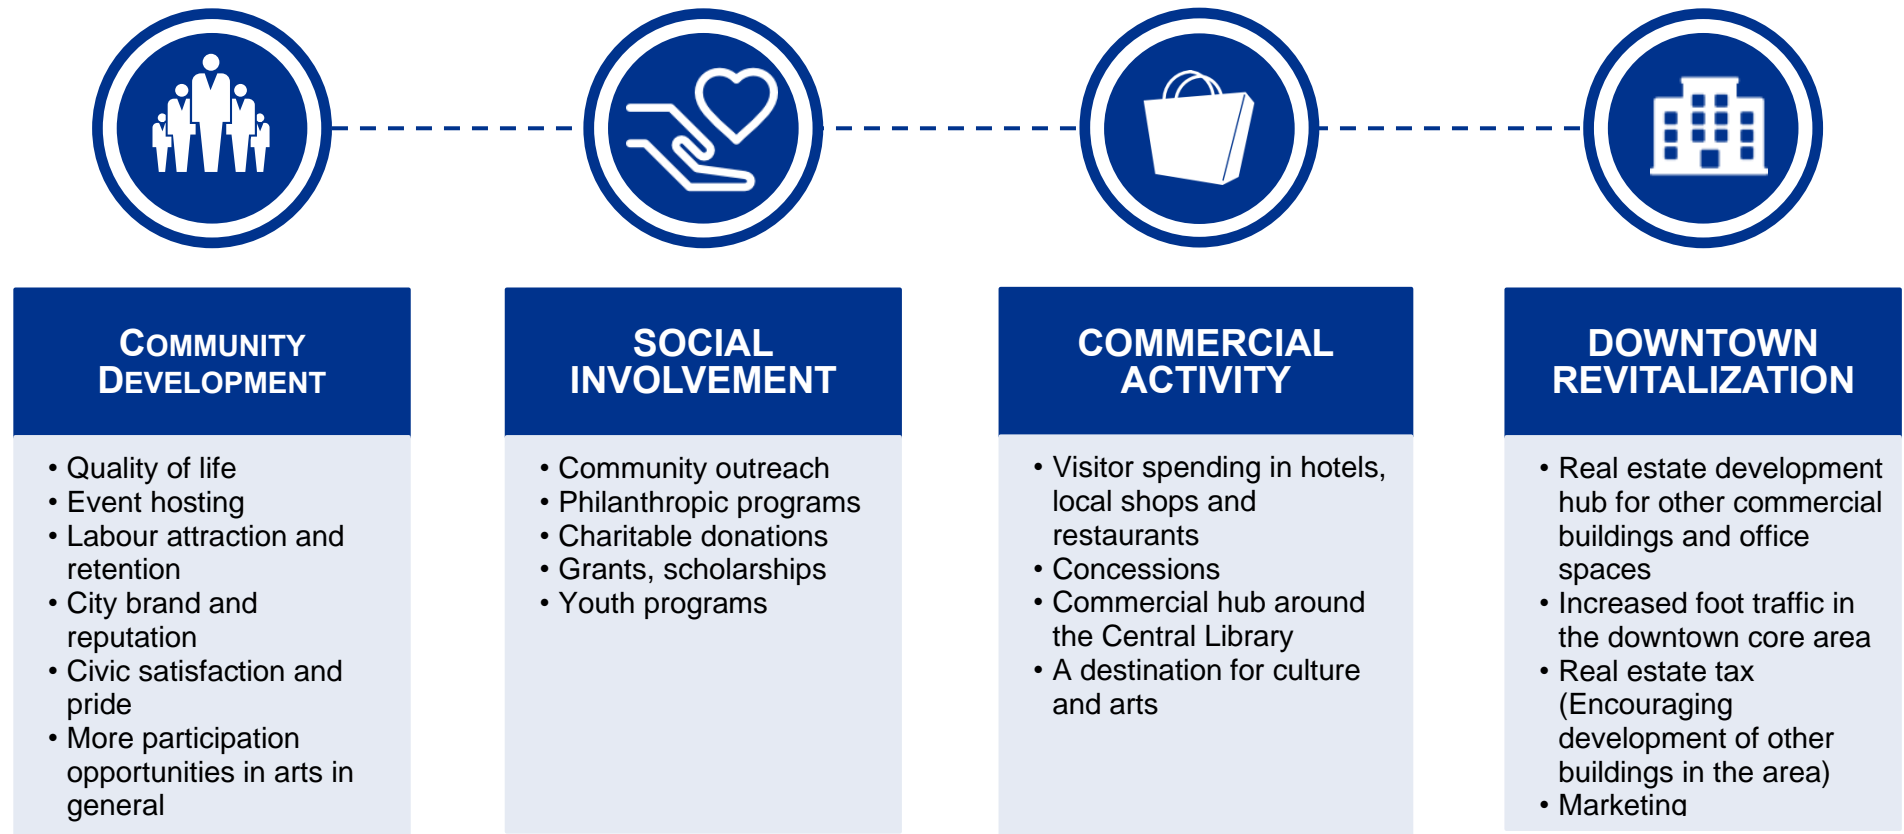 COMMUNITY
DEVELOPMENT
• Quality of life
• Event hosting
• Labour attraction and
retention
• City brand and
reputation
• Civic satisfaction and
pride
• More participation
opportunities in arts in
general
SOCIAL
INVOLVEMENT
• Community outreach
• Philanthropic programs
• Charitable donations
• Grants, scholarships
• Youth programs
COMMERCIAL
ACTIVITY
• Visitor spending in hotels,
local shops and
restaurants
• Concessions
• Commercial hub around
the Central Library
• A destination for culture
and arts
DOWNTOWN
REVITALIZATION
• Real estate development
hub for other commercial
buildings and office
spaces
• Increased foot traffic in
the downtown core area
• Real estate tax
(Encouraging
development of other
buildings in the area)
• Marketing